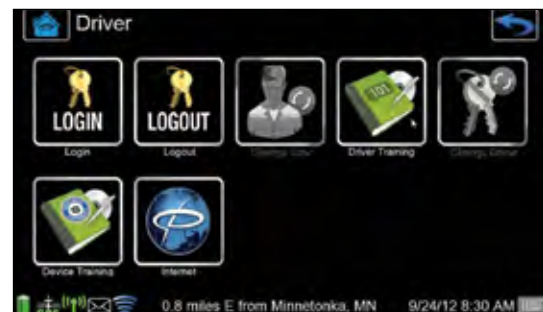 Driver
LOGIN
LOGOUT
101
Login
Logout
Driver Training
Device Training
Internet
0.8 miles E from Minnetonka, MN
9/24/12 8:30 AM